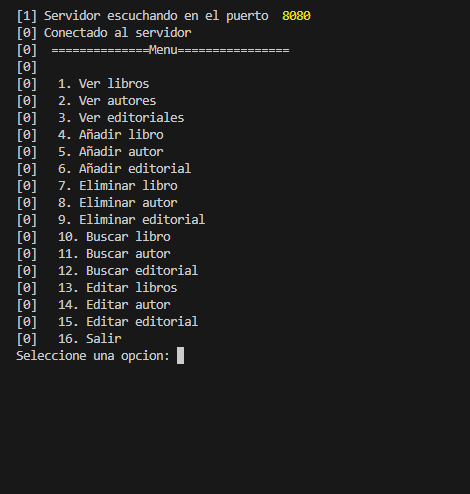 [1] Servidor escuchando en el puerto  8080
[0] Conectado al servidor
[0]  ==============Menu================
[0]
[0]   1. Ver libros
[0]   2. Ver autores
[0]   3. Ver editoriales
[0]   4. Añadir libro
[0]   5. Añadir autor
[0]   6. Añadir editorial
[0]   7. Eliminar libro
[0]   8. Eliminar autor
[0]   9. Eliminar editorial
[0]   10. Buscar libro
[0]   11. Buscar autor
[0]   12. Buscar editorial
[0]   13. Editar libros
[0]   14. Editar autor
[0]   15. Editar editorial
[0]   16. Salir
Seleccione una opcion: